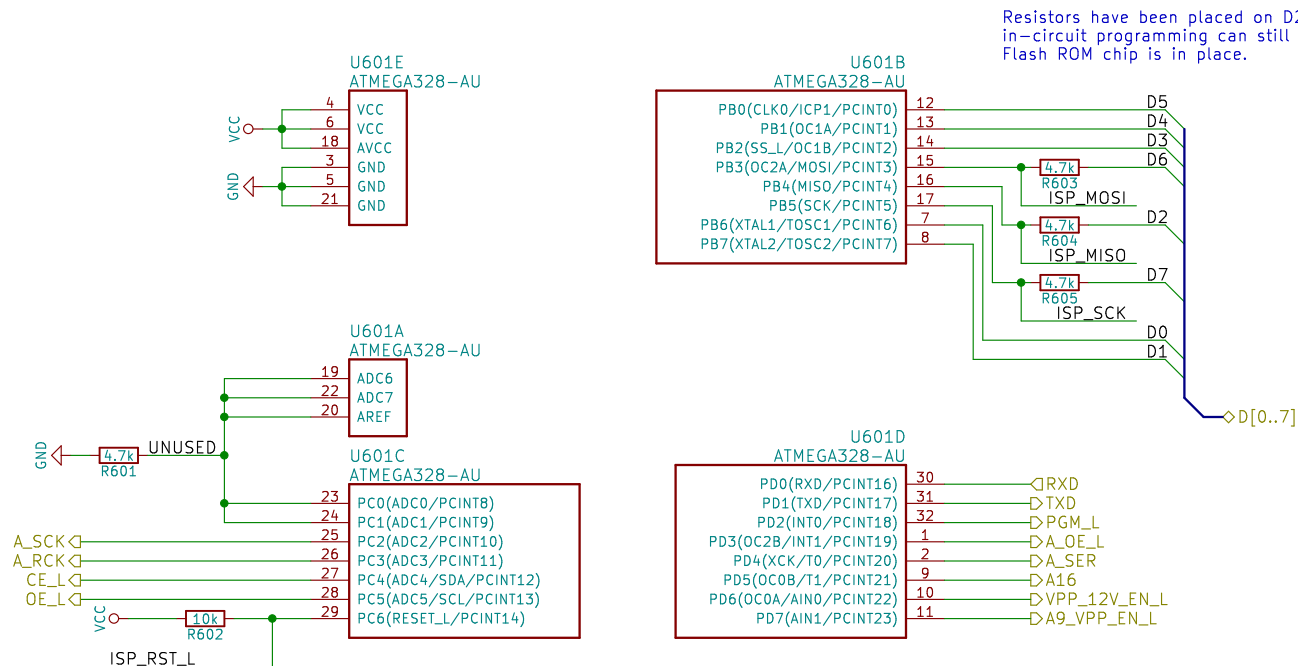 Resistors have been placed on D2
in-circuit programming can still
Flash ROM chip is in place.
U601E
ATMEGA328-AU
4 VCC
6 VCC
18 AVCC
3 GND
5 GND
21 GND
VCC
GND
U601B
ATMEGA328-AU
PB0(CLK0/ICP1/PCINT0) 12 D5
PB1(OC1A/PCINT1) 13 D4
PB2(SS_L/OC1B/PCINT2) 14 D3
PB3(OC2A/MOSI/PCINT3) 15 4.7k D6
R603
PB4(MISO/PCINT4) 16
ISP_MOSI
PB5(SCK/PCINT5) 17
PB6(XTAL1/TOSC1/PCINT6) 7 4.7k D2
R604
PB7(XTAL2/TOSC2/PCINT7) 8
ISP_MISO
4.7k D7
R605
ISP_SCK
D0
D1
D[0..7]
U601A
ATMEGA328-AU
19 ADC6
22 ADC7
20 AREF
GND 4.7k UNUSED
R601
U601C
ATMEGA328-AU
23 PC0(ADC0/PCINT8)
24 PC1(ADC1/PCINT9)
A_SCK 25 PC2(ADC2/PCINT10)
A_RCK 26 PC3(ADC3/PCINT11)
CE_L 27 PC4(ADC4/SDA/PCINT12)
OE_L 28 PC5(ADC5/SCL/PCINT13)
VCC 10k 29 PC6(RESET_L/PCINT14)
R602
ISP_RST_L
U601D
ATMEGA328-AU
PD0(RXD/PCINT16) 30 RXD
PD1(TXD/PCINT17) 31 TXD
PD2(INT0/PCINT18) 32 PGM_L
PD3(OC2B/INT1/PCINT19) 1 A_OE_L
PD4(XCK/T0/PCINT20) 2 A_SER
PD5(OC0B/T1/PCINT21) 9 A16
PD6(OC0A/AIN0/PCINT22) 10 VPP_12V_EN_L
PD7(AIN1/PCINT23) 11 A9_VPP_EN_L